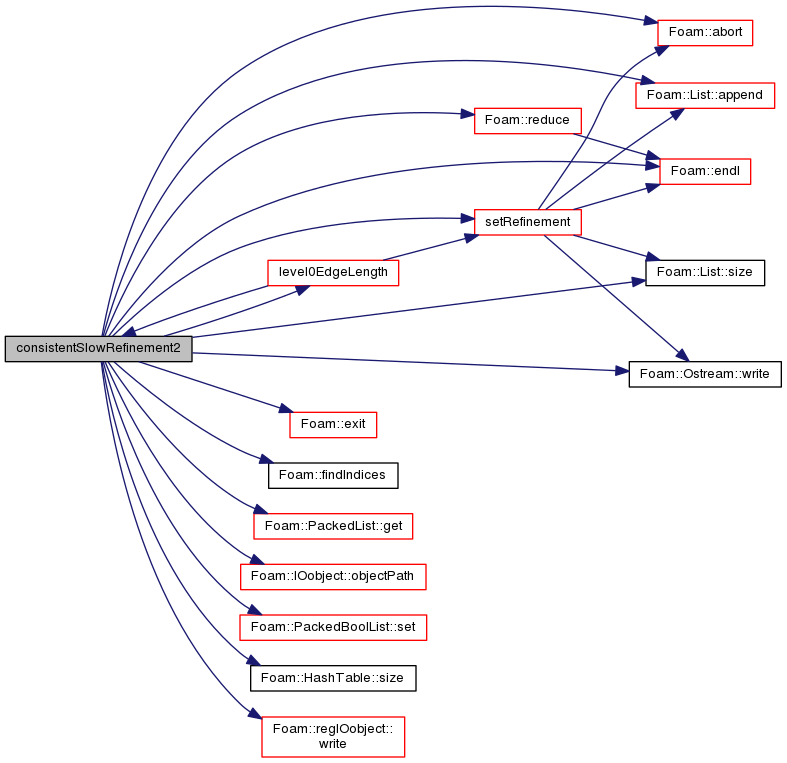 Foam::abort
Foam::List::append
Foam::reduce
Foam::endl
setRefinement
level0EdgeLength
Foam::List::size
consistentSlowRefinement2
Foam::Ostream::write
Foam::exit
Foam::findIndices
Foam::PackedList::get
Foam::IOobject::objectPath
Foam::PackedBoolList::set
Foam::HashTable::size
Foam::regIOobject::
write